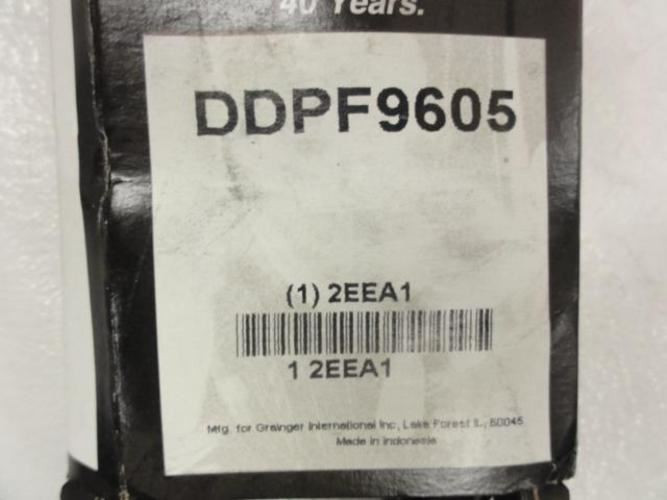 40 Years.
DDPF9605
(1) 2EEA1
1 2EEA1
Mfg. for Grainger International Inc, Lake Forest IL, 60045
Made in Indonesia